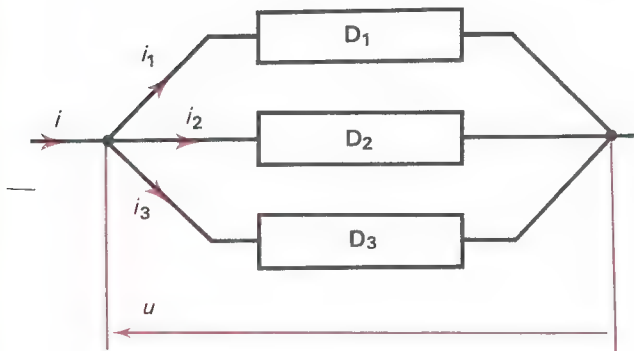 D₁
i₁
i
i₂
D₂
i₃
D₃
u